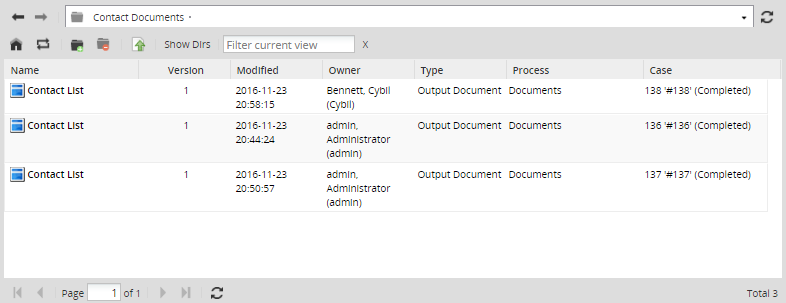 Contact Documents
Show Dirs Filter current view X
Name Version Modified Owner Type Process Case
Contact List 1 2016-11-23 Bennett, Cybil Output Document Documents 138 '#138' (Completed)
20:58:15 (Cybil)
Contact List 1 2016-11-23 admin, Output Document Documents 136 '#136' (Completed)
20:44:24 Administrator
(admin)
Contact List 1 2016-11-23 admin, Output Document Documents 137 '#137' (Completed)
20:50:57 Administrator
(admin)
Page 1 of 1 Total 3